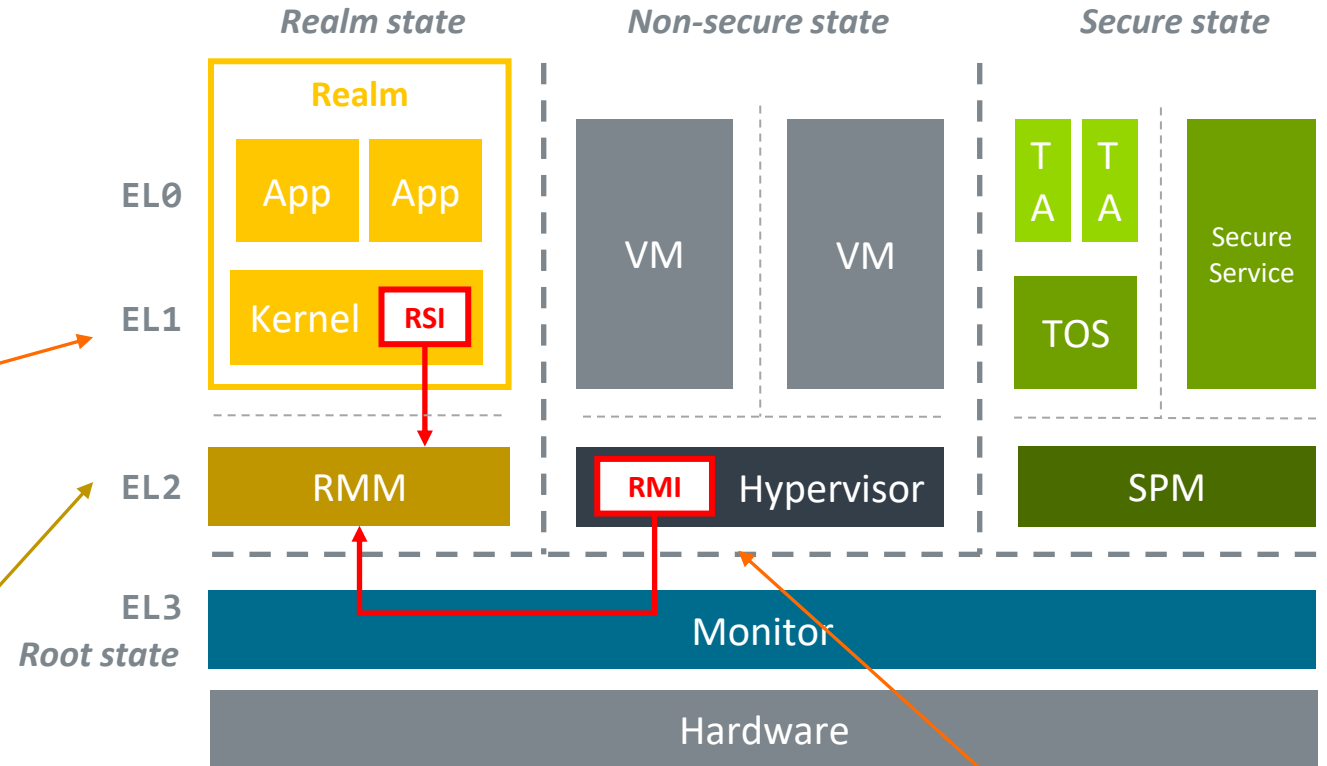 Realm state
Non-secure state
Secure state
Realm
EL0
App
App
VM
VM
T
A
T
A
Secure
Service
EL1
Kernel
RSI
TOS
EL2
RMM
RMI
Hypervisor
SPM
EL3
Root state
Monitor
Hardware